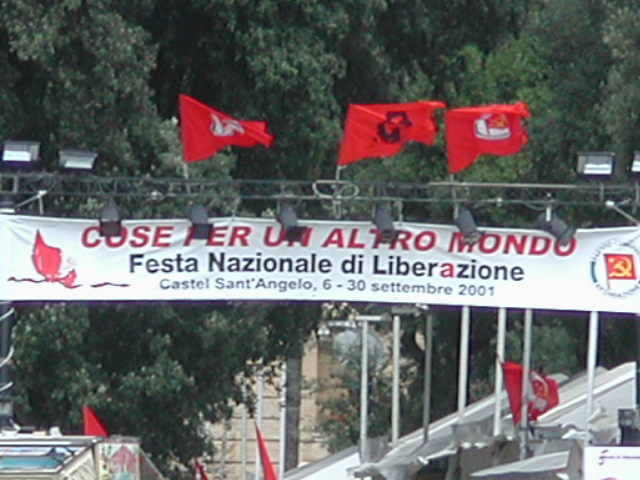 COSE PER UN ALTRO MONDO
Festa Nazionale di Liberazione
Castel Sant'Angelo, 6 - 30 settembre 2001